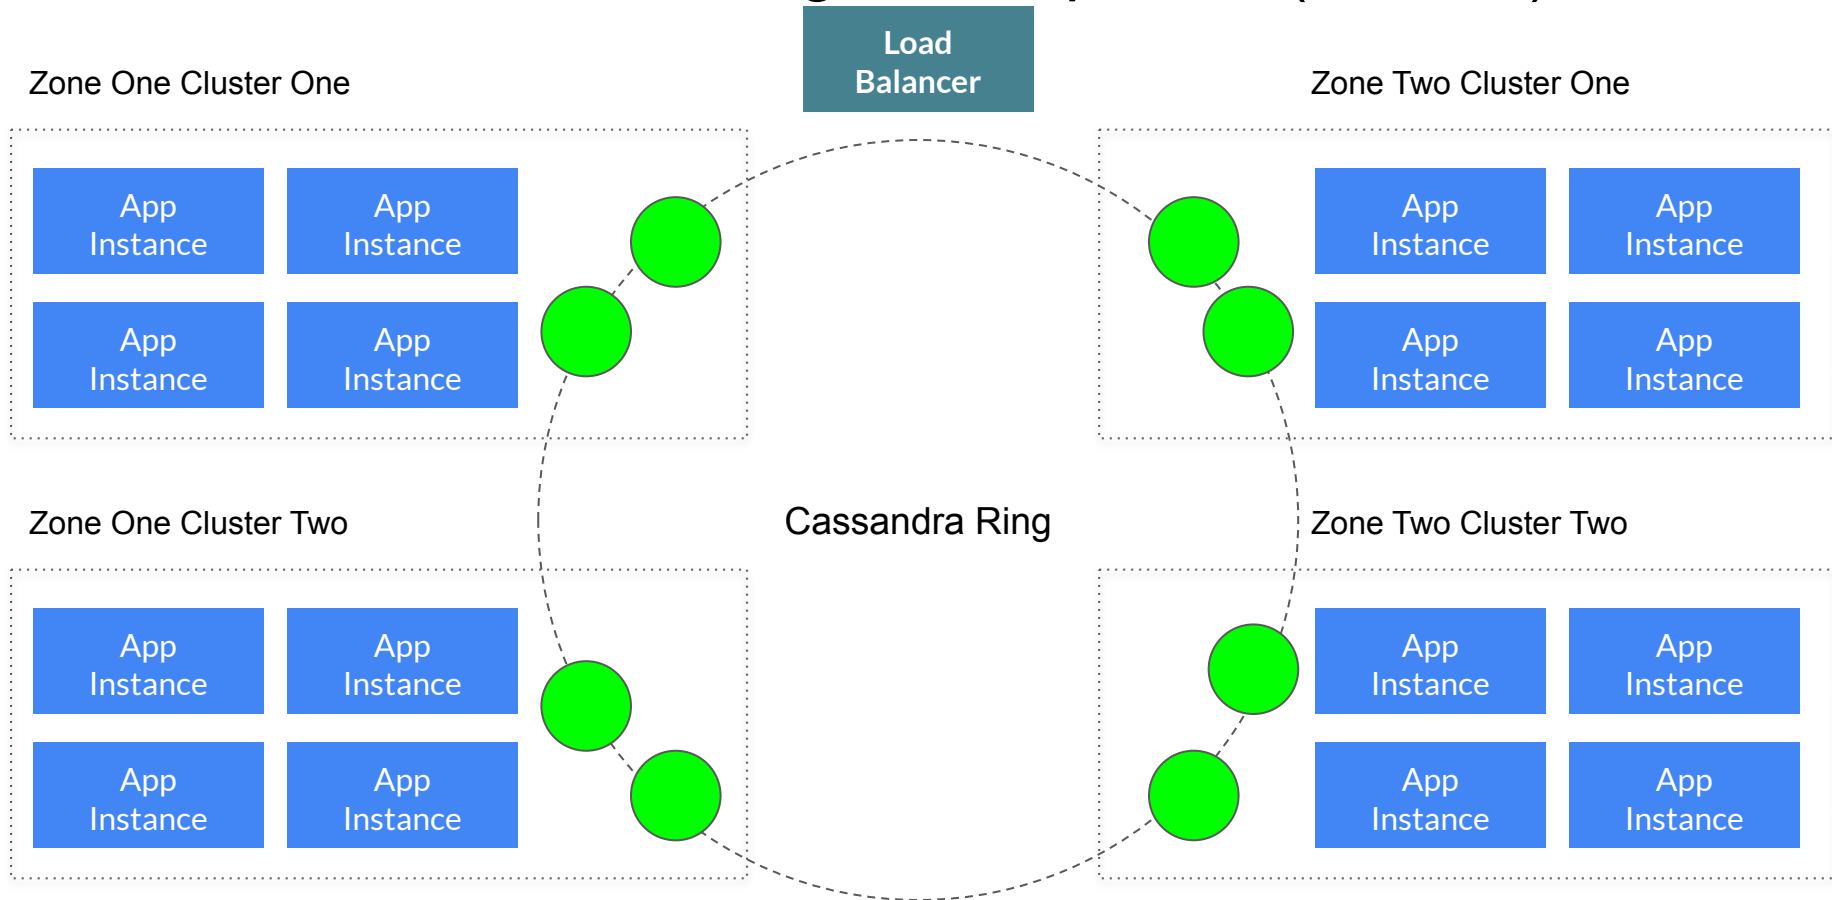 Load
Balancer
Zone One Cluster One
Zone Two Cluster One
App
Instance
App
Instance
App
Instance
App
Instance
App
Instance
App
Instance
App
Instance
App
Instance
Zone One Cluster Two
Cassandra Ring
Zone Two Cluster Two
App
Instance
App
Instance
App
Instance
App
Instance
App
Instance
App
Instance
App
Instance
App
Instance